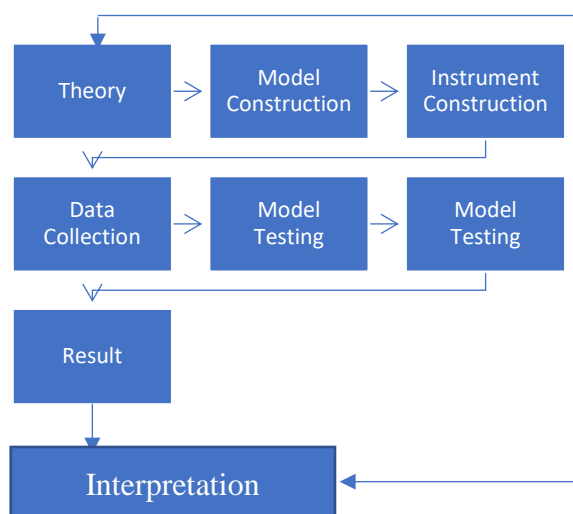 Theory
Model
Construction
Instrument
Construction
Data
Collection
Model
Testing
Model
Testing
Result
Interpretation